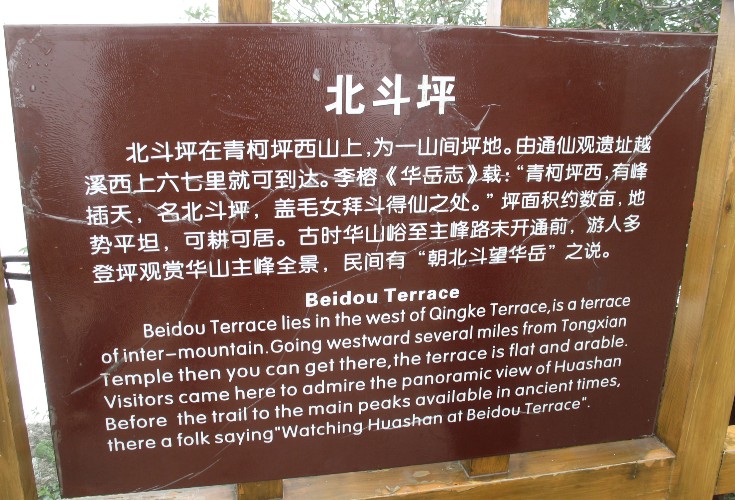 北斗坪
北斗坪在青柯坪西山上,为一山间坪地。由通仙观遗址越
溪西上六七里就可到达。李榕《华岳志》载:“青柯坪西,有峰
插天，名北斗坪，盖毛女拜斗得仙之处。”坪面积约数亩，地
势平坦，可耕可居。古时华山峪至主峰路未开通前，游人多
登坪观赏华山主峰全景，民间有“朝北斗望华岳”之说。
Beidou Terrace
Beidou Terrace lies in the west of Qingke Terrace,is a terrace
of inter-mountain.Going westward several miles from Tongxian
Temple then you can get there,the terrace is flat and arable.
Visitors came here to admire the panoramic view of Huashan
Before the trail to the main peaks available in ancient times,
there a folk saying"Watching Huashan at Beidou Terrace".